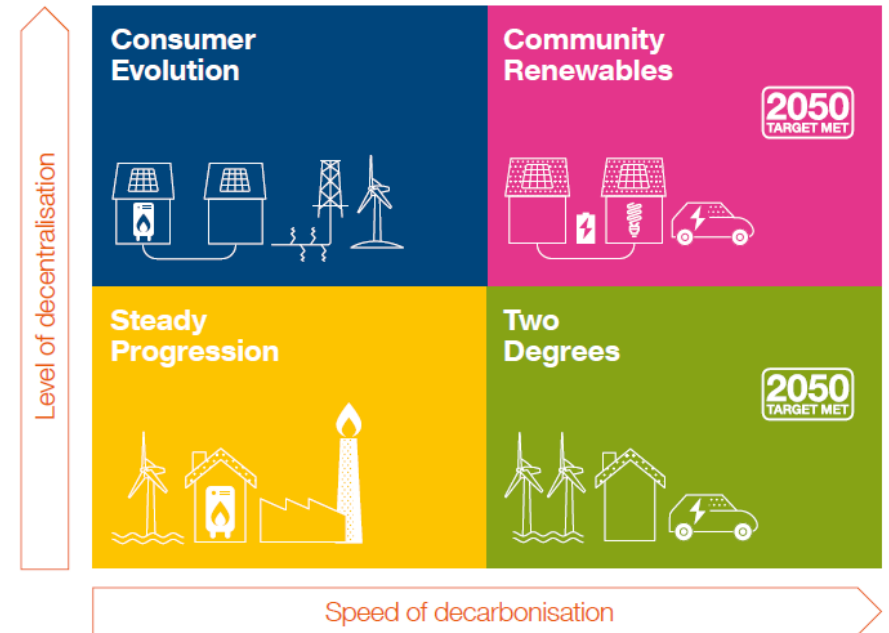 Consumer
Evolution
Community
Renewables
2050
TARGET MET
Level of decentralisation
Steady
Progression
Two
Degrees
2050
TARGET MET
Speed of decarbonisation